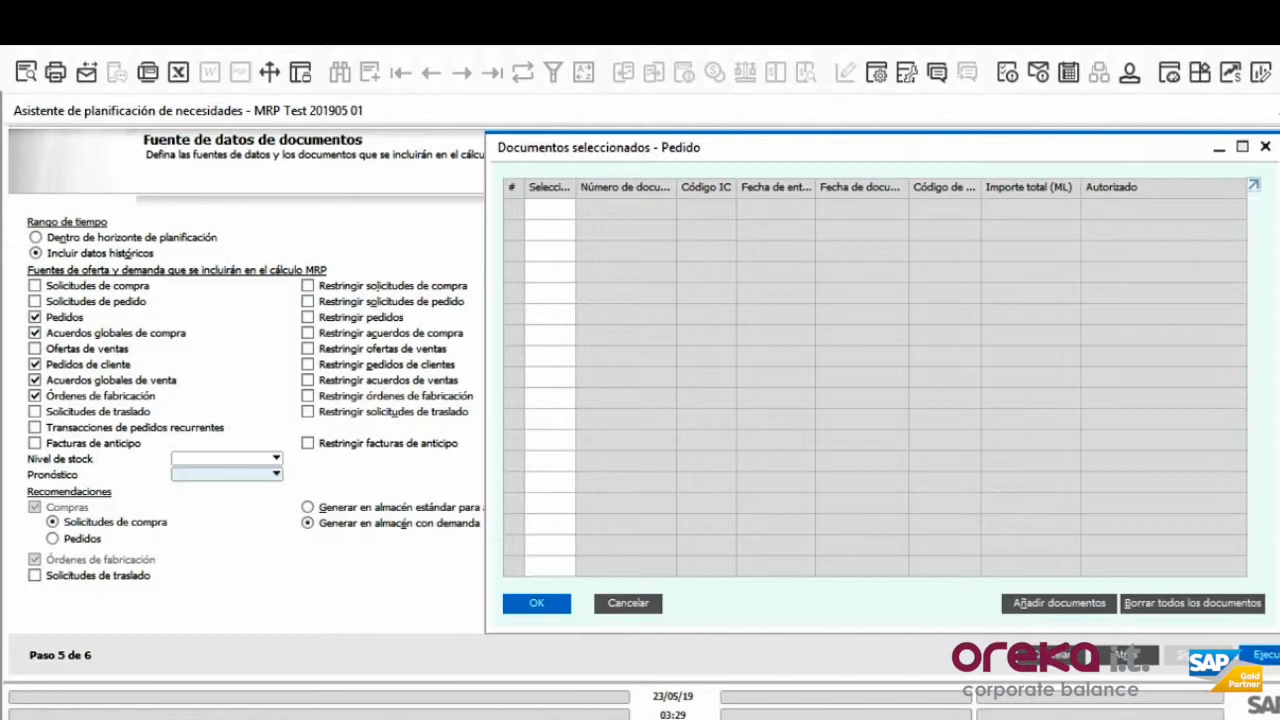 Asistente de planificación de necesidades - MRP Test 201905 01
Fuente de datos de documentos
Defina las fuentes de datos y los documentos que se incluirán en el cálcu
Rango de tiempo
Dentro de horizonte de planificación
Incluir datos históricos
Fuentes de oferta y demanda que se incluirán en el cálculo MRP
Solicitudes de compra Restringir solicitudes de compra
Solicitudes de pedido Restringir solicitudes de pedido
Pedidos Restringir pedidos
Acuerdos globales de compra Restringir acuerdos de compra
Ofertas de ventas Restringir ofertas de ventas
Pedidos de cliente Restringir pedidos de clientes
Acuerdos globales de venta Restringir acuerdos de ventas
Órdenes de fabricación Restringir órdenes de fabricación
Solicitudes de traslado Restringir solicitudes de traslado
Transacciones de pedidos recurrentes
Facturas de anticipo Restringir facturas de anticipo
Nivel de stock
Pronóstico
Recomendaciones
Compras Generar en almacén estándar para
Solicitudes de compra Generar en almacén con demanda
Pedidos
Órdenes de fabricación
Solicitudes de traslado
Documentos seleccionados - Pedido
# Selecci... Número de docu... Código IC Fecha de ent... Fecha de docu... Código de ... Importe total (ML) Autorizado
OK Cancelar Añadir documentos Borrar todos los documentos
Paso 5 de 6
Ejecu
oreka i.t.
corporate balance
SAP
Gold
Partner
23/05/19
03:29
SAP